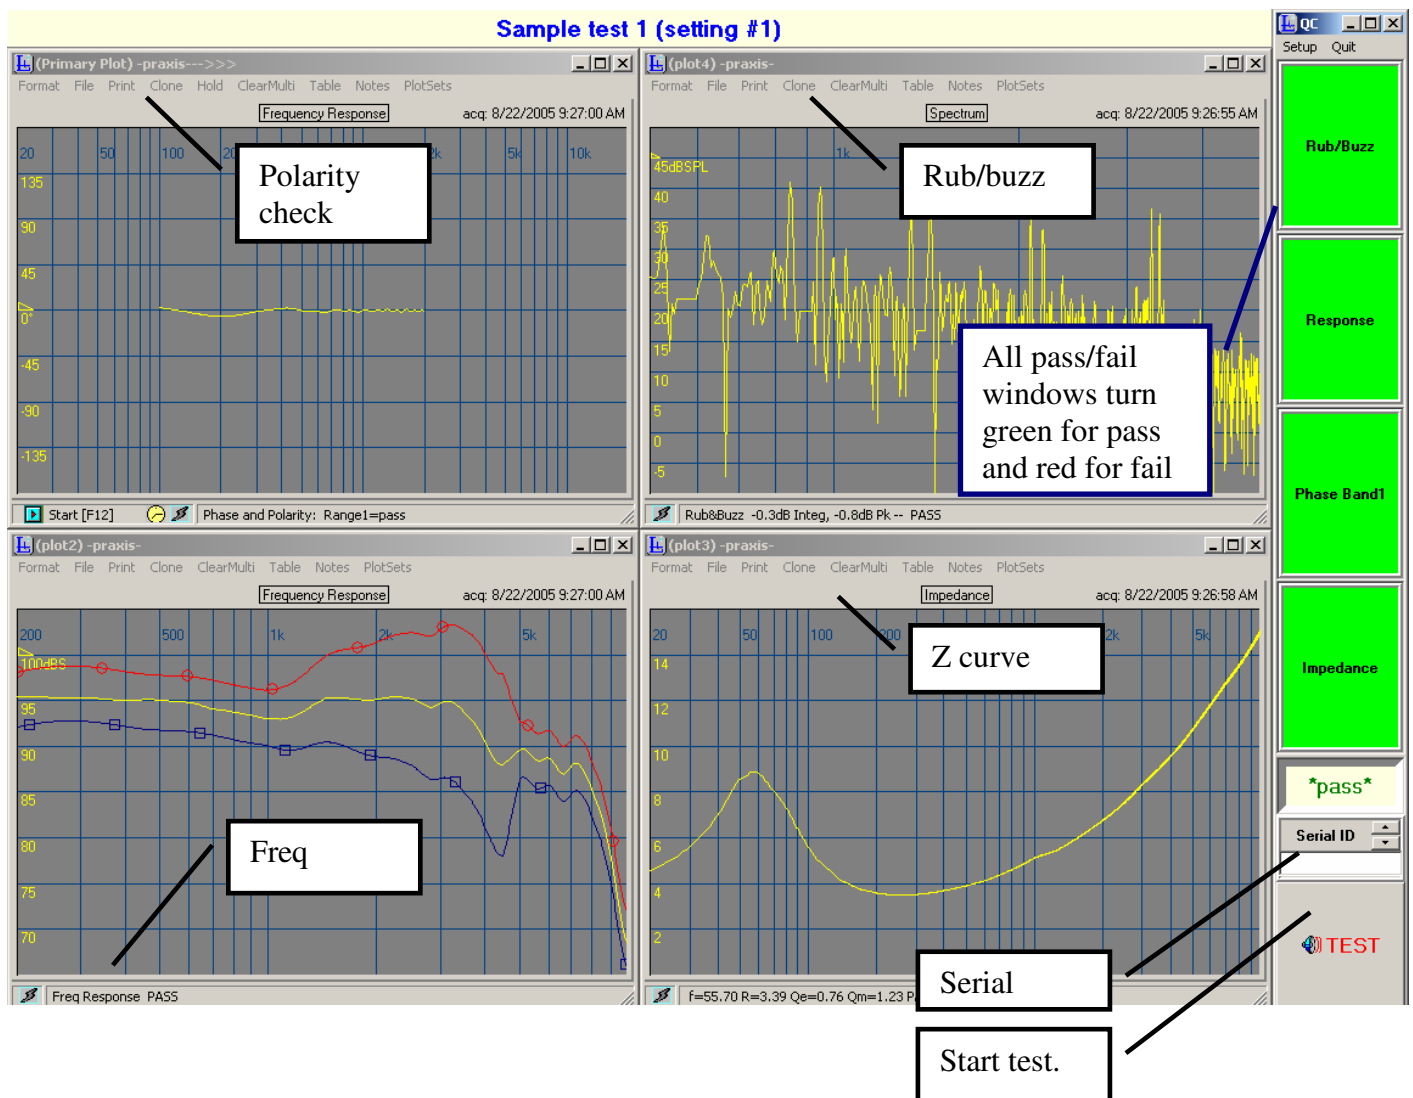 Sample test 1 (setting #1)
QC
Setup Quit
(Primary Plot) -praxis--->>>
Format File Print Clone Hold ClearMulti Table Notes PlotSets
Frequency Response
acq: 8/22/2005 9:27:00 AM
20 50 100 5k 10k
135
90
45
0°
-45
-90
-135
Polarity
check
Start [F12] Phase and Polarity: Range1=pass
(plot4) -praxis-
Format File Print Clone ClearMulti Table Notes PlotSets
Spectrum
acq: 8/22/2005 9:26:55 AM
1k
45dBSPL
40
35
30
25
20
15
10
5
0
-5
Rub/buzz
All pass/fail
windows turn
green for pass
and red for fail
Rub&Buzz -0.3dB Integ, -0.8dB Pk -- PASS
(plot2) -praxis-
Format File Print Clone ClearMulti Table Notes PlotSets
Frequency Response
acq: 8/22/2005 9:27:00 AM
200 500 1k 2k 5k
100dBS
95
90
85
80
75
70
Freq
Freq Response PASS
(plot3) -praxis-
Format File Print Clone ClearMulti Table Notes PlotSets
Impedance
acq: 8/22/2005 9:26:58 AM
20 50 100 200 2k 5k
14
12
10
8
6
4
2
Z curve
f=55.70 R=3.39 Qe=0.76 Qm=1.23
Rub/Buzz
Response
Phase Band1
Impedance
*pass*
Serial ID
TEST
Serial
Start test.